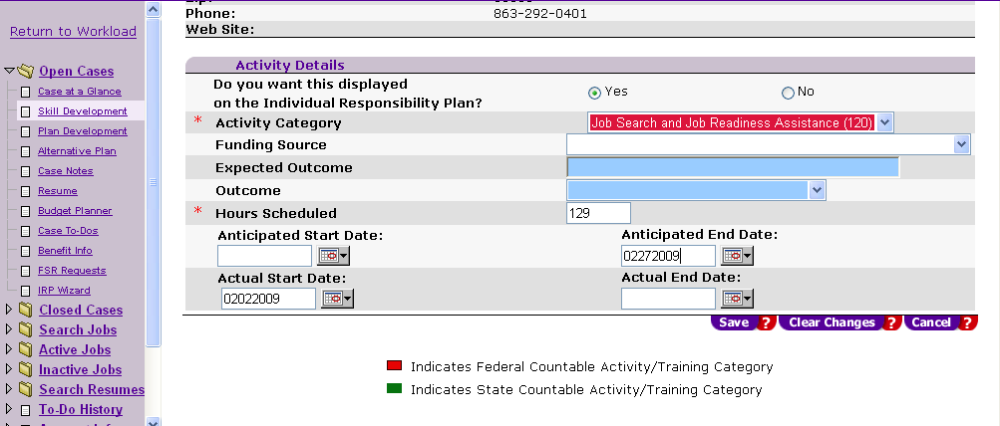 Return to Workload
Open Cases
Case at a Glance
Skill Development
Plan Development
Alternative Plan
Case Notes
Resume
Budget Planner
Case To-Dos
Benefit Info
FSR Requests
IRP Wizard
Closed Cases
Search Jobs
Active Jobs
Inactive Jobs
Search Resumes
To-Do History
Phone: 863-292-0401
Web Site:
Activity Details
Do you want this displayed
on the Individual Responsibility Plan? Yes No
* Activity Category Job Search and Job Readiness Assistance (120)
Funding Source
Expected Outcome
Outcome
* Hours Scheduled 129
Anticipated Start Date: Anticipated End Date:
02272009
Actual Start Date: Actual End Date:
02022009
Save ? Clear Changes ? Cancel ?
Indicates Federal Countable Activity/Training Category
Indicates State Countable Activity/Training Category